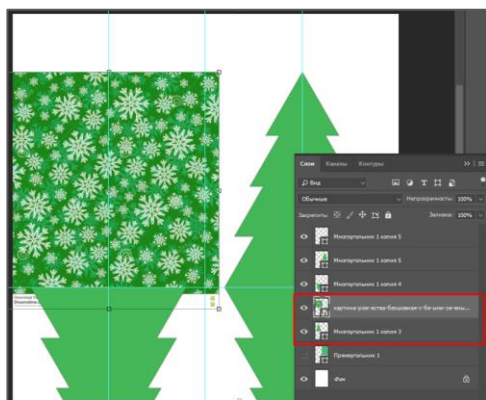 Слои Каналы Контуры
Вид
Обычные Непрозрачность: 100%
Закрепить: Заливка: 100%
Многоугольник 1 копия 5
Многоугольник 1 копия 5
Многоугольник 1 копия 4
Многоугольник 1 копия 3
Прямоугольник 1
Фон